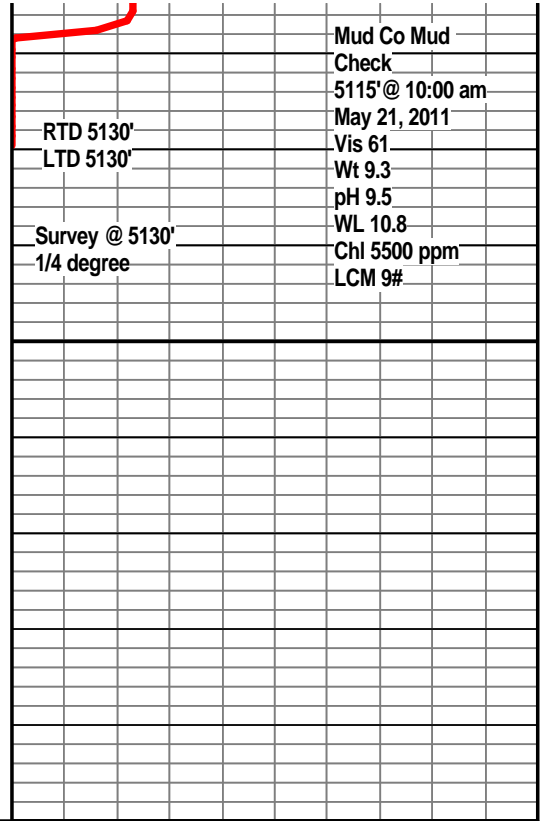 Mud Co Mud
Check
5115'@ 10:00 am
May 21, 2011
Vis 61
Wt 9.3
pH 9.5
WL 10.8
Chl 5500 ppm
LCM 9#
RTD 5130'
LTD 5130'
Survey @ 5130'
1/4 degree